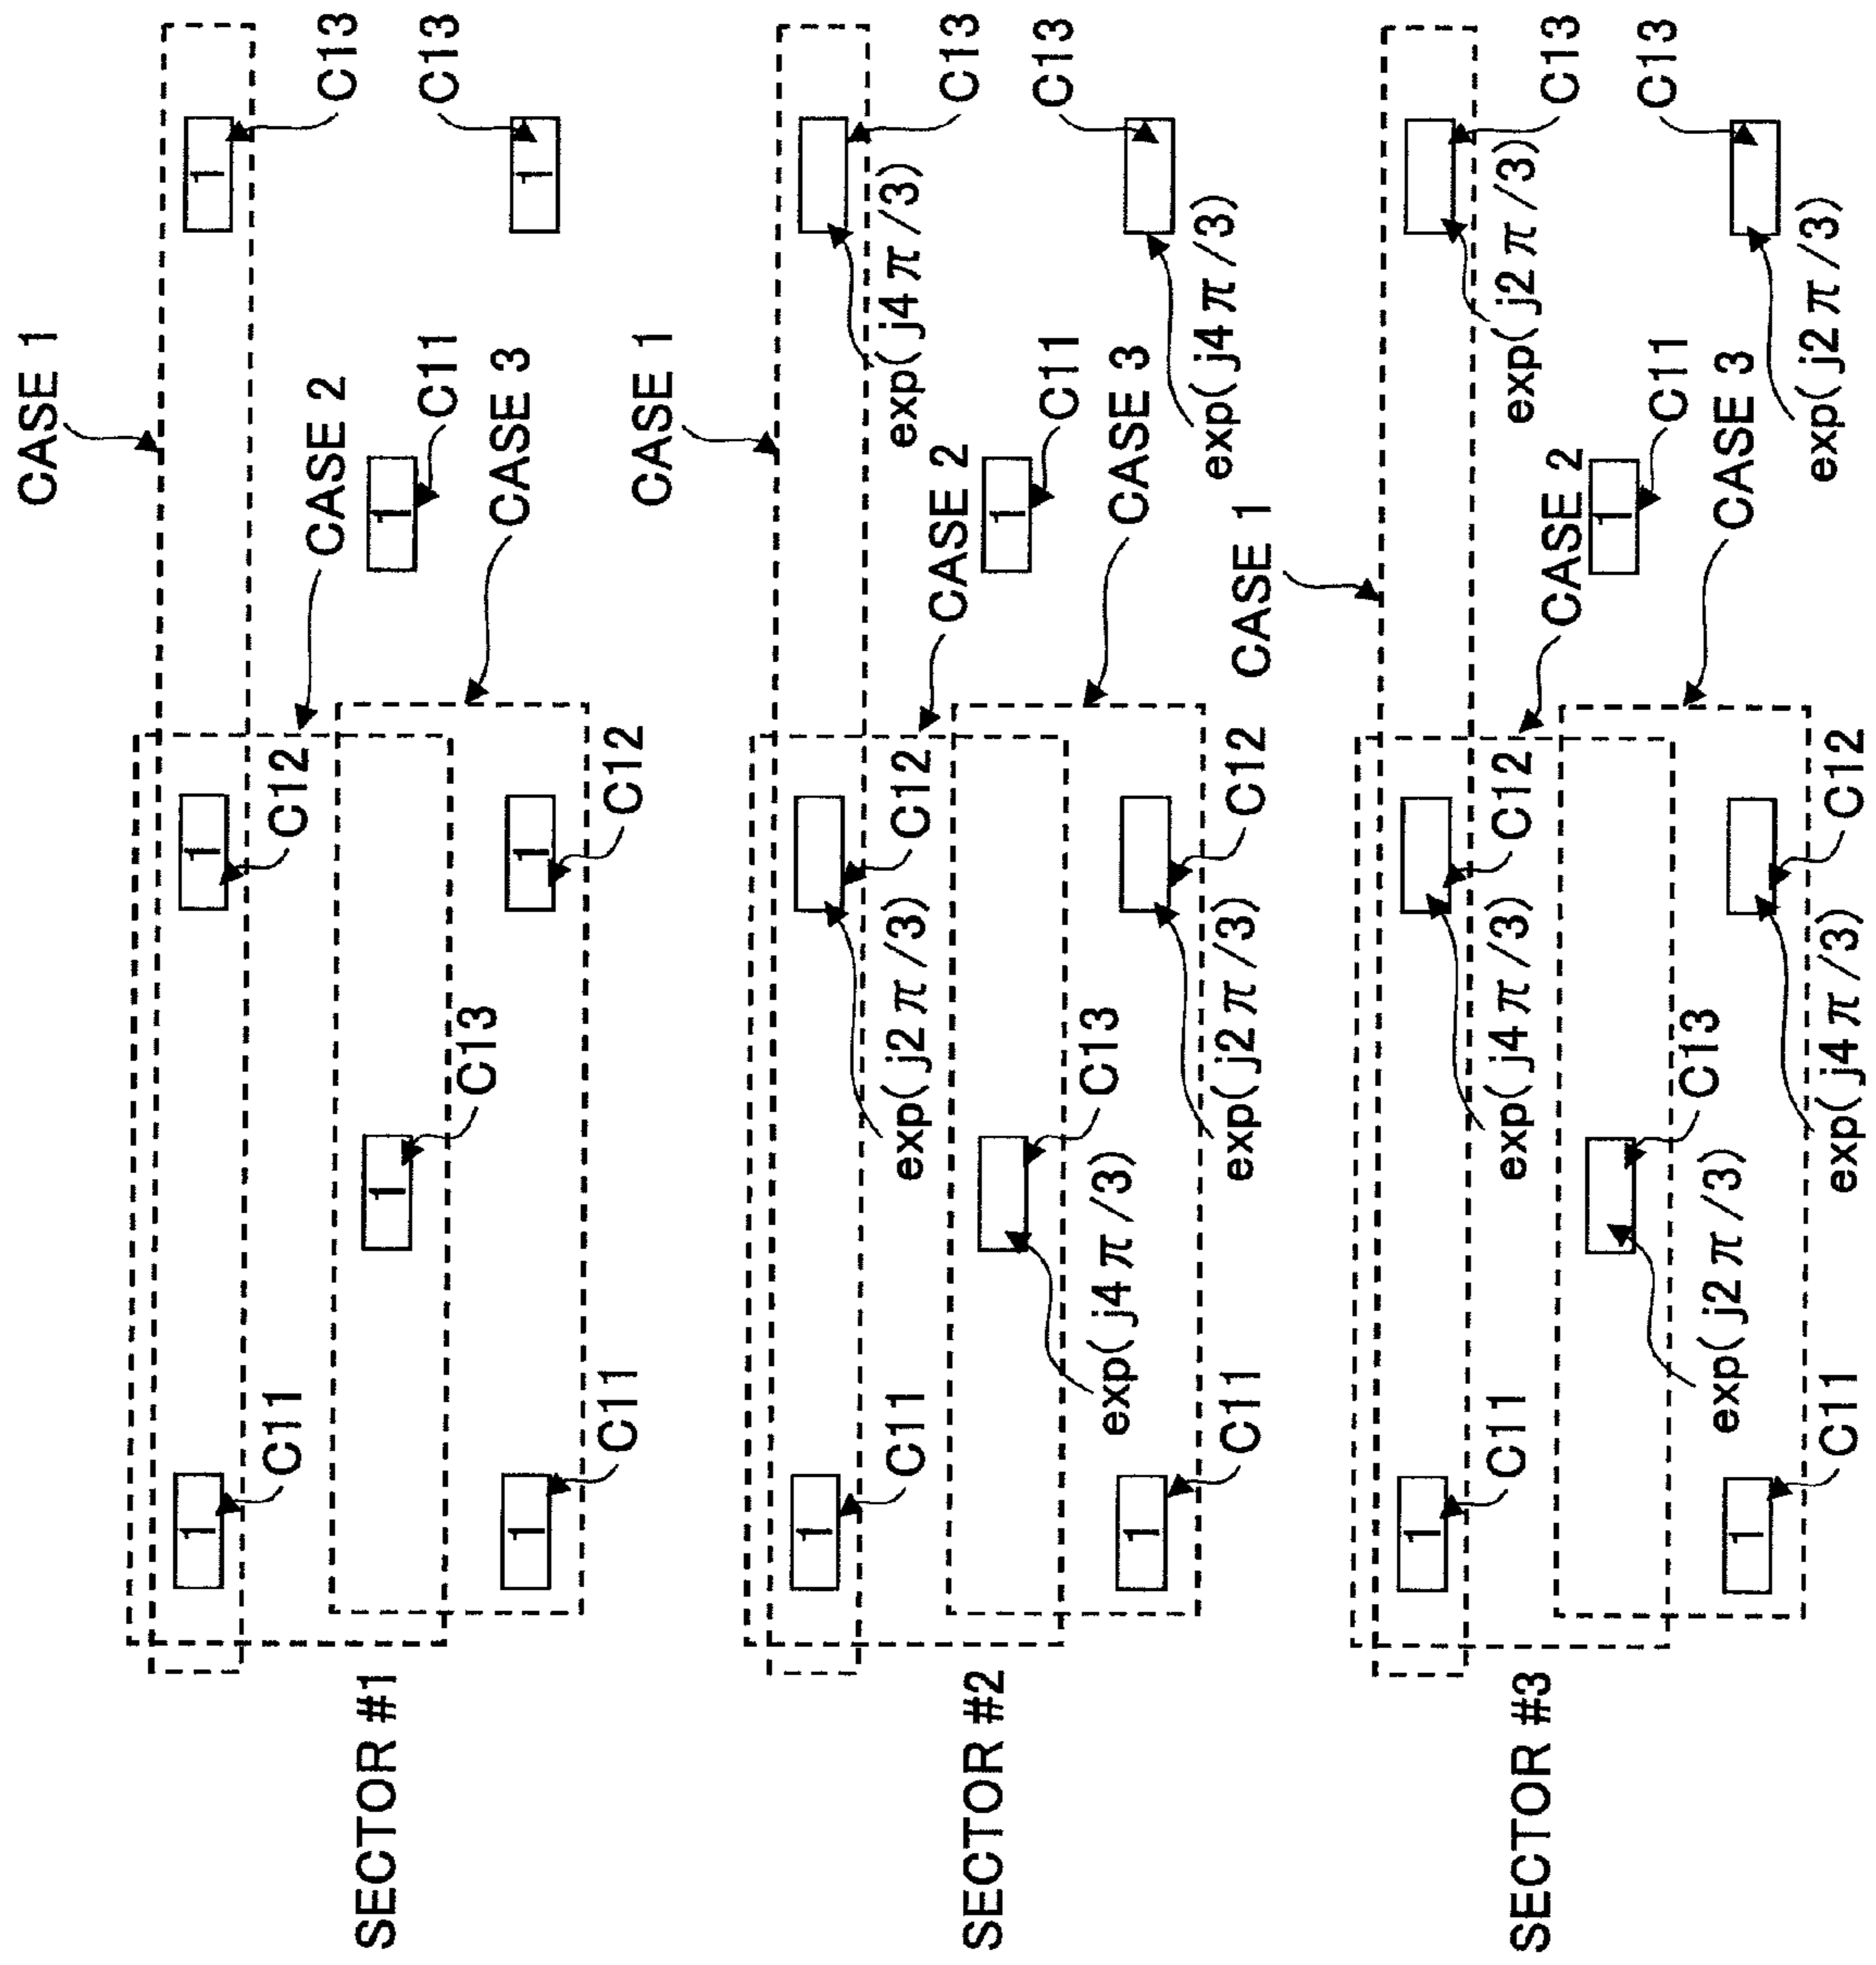 CASE 1
C13
C13
1
1
CASE 2
C11
CASE 3
1
C12
C12
1
1
C13
1
C11
C11
1
1
SECTOR #1
CASE 1
C13
C13
exp(j4π/3)
exp(j4π/3)
CASE 2
C11
CASE 3
1
C12
C12
exp(j2π/3)
exp(j2π/3)
C13
exp(j4π/3)
C11
C11
1
1
SECTOR #2
CASE 1
C13
C13
exp(j2π/3)
exp(j2π/3)
CASE 2
C11
CASE 3
1
C12
C12
exp(j4π/3)
exp(j4π/3)
C13
exp(j2π/3)
C11
C11
1
1
SECTOR #3